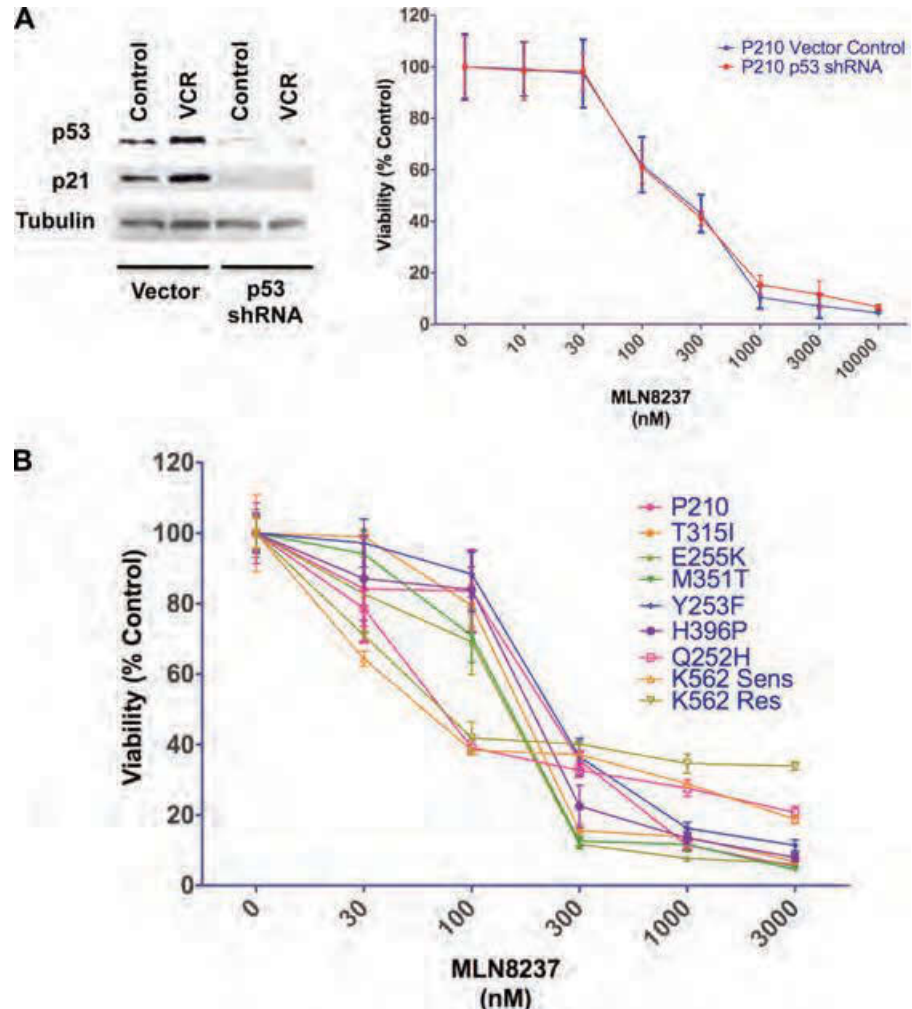 A
Control
VCR
Control
VCR
p53
p21
Tubulin
Vector
p53
shRNA
Viability (% Control)
120
100
80
60
40
20
0
0
10
30
100
300
1000
3000
10000
MLN8237
(nM)
P210 Vector Control
P210 p53 shRNA
B
Viability (% Control)
120
100
80
60
40
20
0
0
30
100
300
1000
3000
MLN8237
(nM)
P210
T315I
E255K
M351T
Y253F
H396P
Q252H
K562 Sens
K562 Res